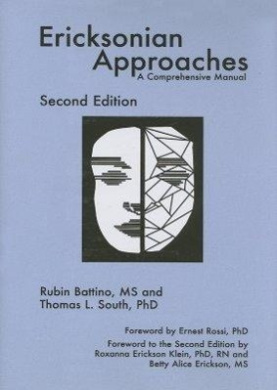 Ericksonian
Approaches
A Comprehensive Manual
Second Edition
Rubin Battino, MS and
Thomas L. South, PhD
Foreword by Ernest Rossi, PhD
Foreword to the Second Edition by
Roxanna Erickson Klein, PhD, RN and
Betty Alice Erickson, MS